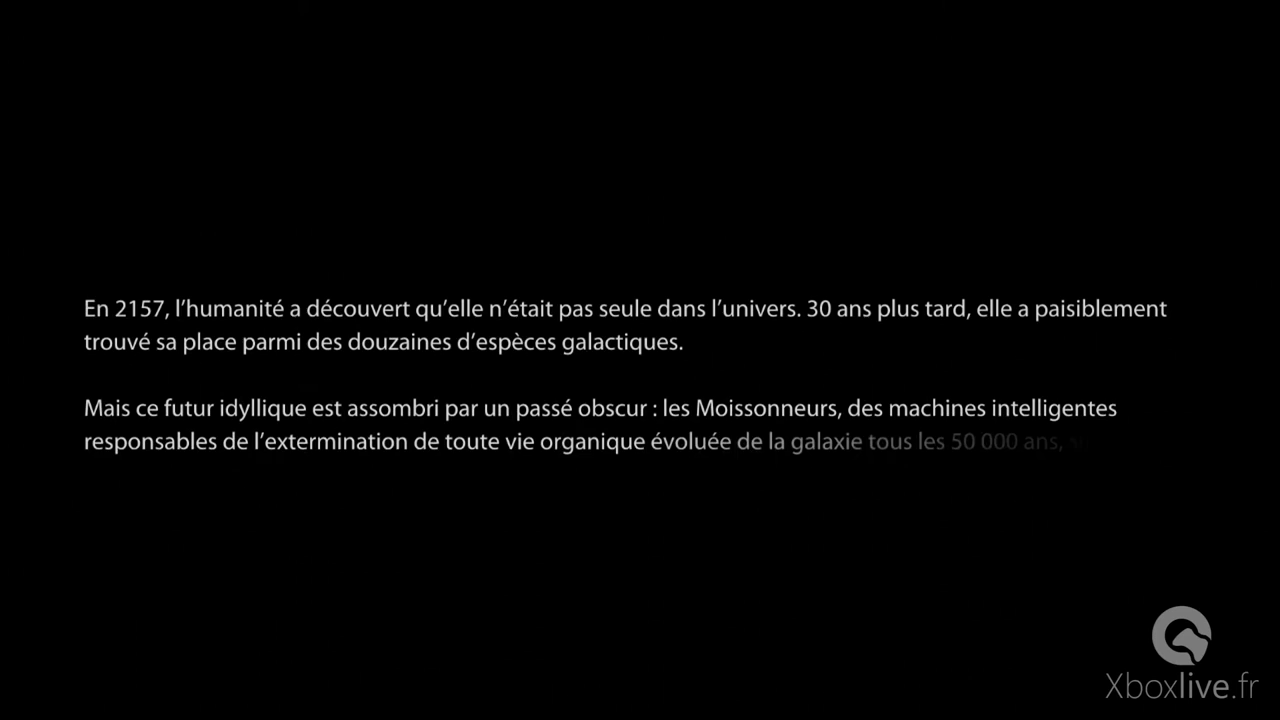 En 2157, l’humanité a découvert qu’elle n’était pas seule dans l’univers. 30 ans plus tard, elle a paisiblement
trouvé sa place parmi des douzaines d’espèces galactiques.
Mais ce futur idyllique est assombri par un passé obscur : les Moissonneurs, des machines intelligentes
responsables de l’extermination de toute vie organique évoluée de la galaxie tous les 50 000 ans,
Xboxlive.fr